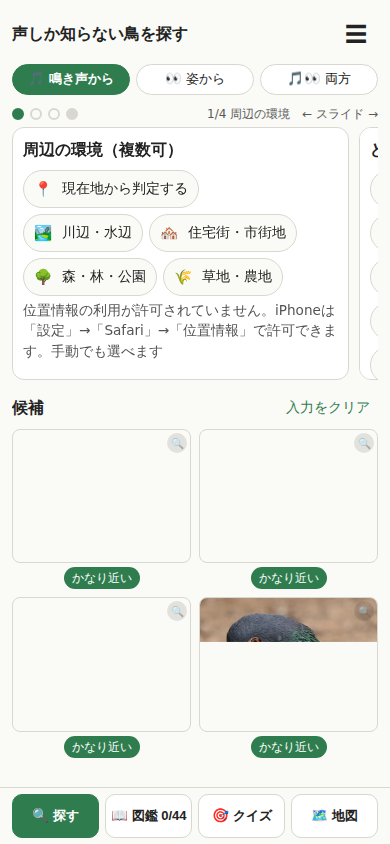 声しか知らない鳥を探す
🎵 鳴き声から
👀 姿から
🎵👀 両方
1/4 周辺の環境 ← スライド →
周辺の環境（複数可）
📍 現在地から判定する
🏞️ 川辺・水辺
🏘️ 住宅街・市街地
🌳 森・林・公園
🌾 草地・農地
位置情報の利用が許可されていません。iPhoneは
「設定」→「Safari」→「位置情報」で許可できま
す。手動でも選べます
候補
入力をクリア
かなり近い
かなり近い
かなり近い
かなり近い
🔍 探す
📖 図鑑 0/44
🎯 クイズ
🗺️ 地図